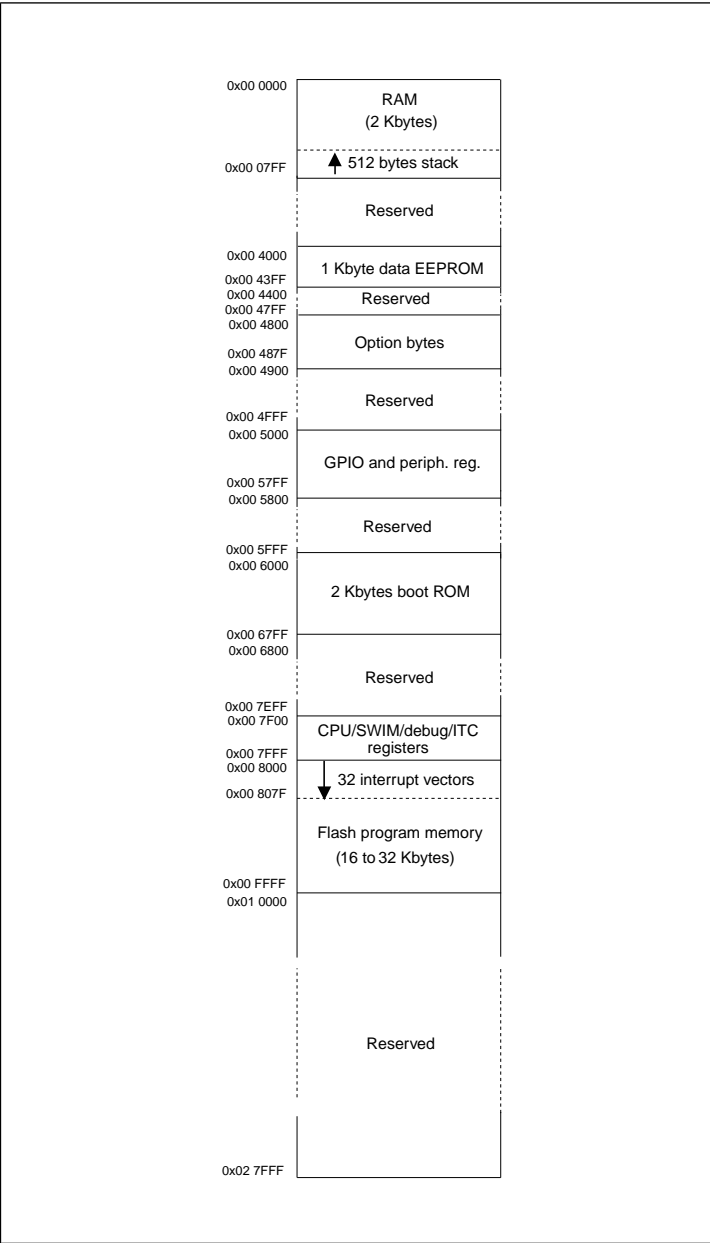 0x00 0000
RAM
(2 Kbytes)
512 bytes stack
0x00 07FF
Reserved
0x00 4000
1 Kbyte data EEPROM
0x00 43FF
0x00 4400
Reserved
0x00 47FF
0x00 4800
Option bytes
0x00 487F
0x00 4900
Reserved
0x00 4FFF
0x00 5000
GPIO and periph. reg.
0x00 57FF
0x00 5800
Reserved
0x00 5FFF
0x00 6000
2 Kbytes boot ROM
0x00 67FF
0x00 6800
Reserved
0x00 7EFF
0x00 7F00
CPU/SWIM/debug/ITC
registers
0x00 7FFF
0x00 8000
32 interrupt vectors
0x00 807F
Flash program memory
(16 to 32 Kbytes)
0x00 FFFF
0x01 0000
Reserved
0x02 7FFF